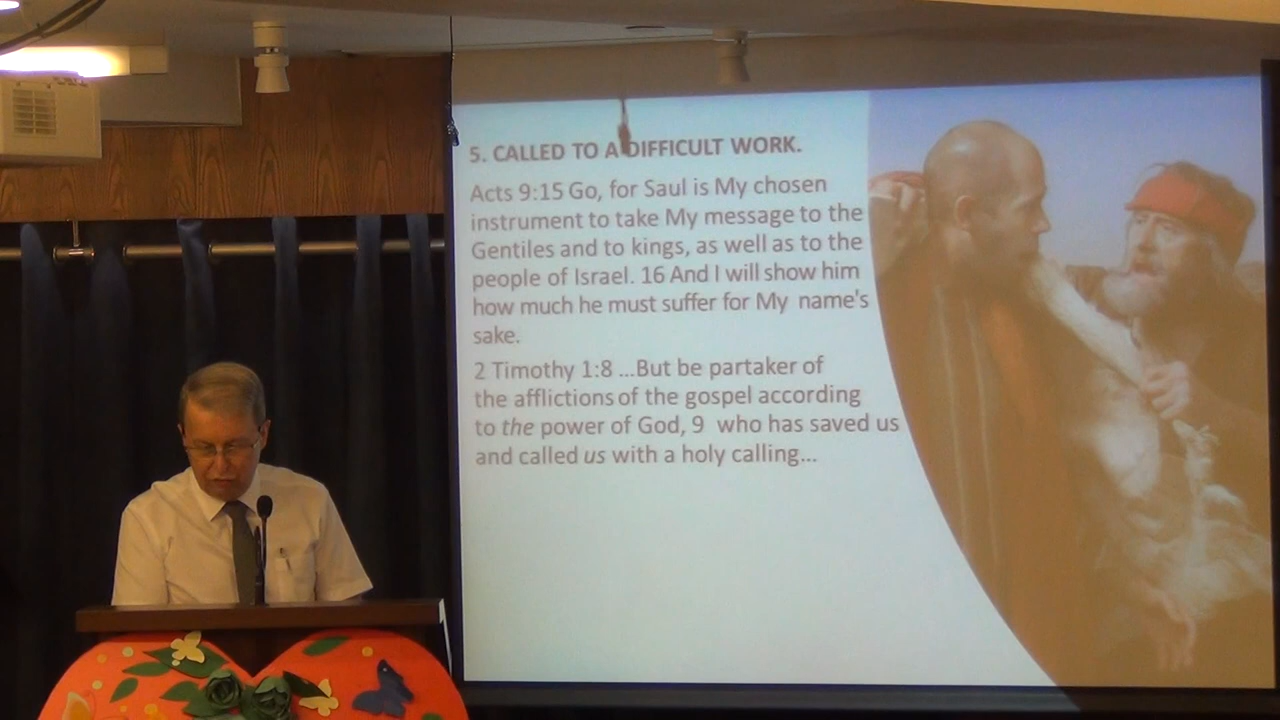 5. CALLED TO A DIFFICULT WORK.
Acts 9:15 Go, for Saul is My chosen
instrument to take My message to the
Gentiles and to kings, as well as to the
people of Israel. 16 And I will show him
how much he must suffer for My name's
sake.
2 Timothy 1:8 ...But be partaker of
the afflictions of the gospel according
to the power of God, 9 who has saved us
and called us with a holy calling...